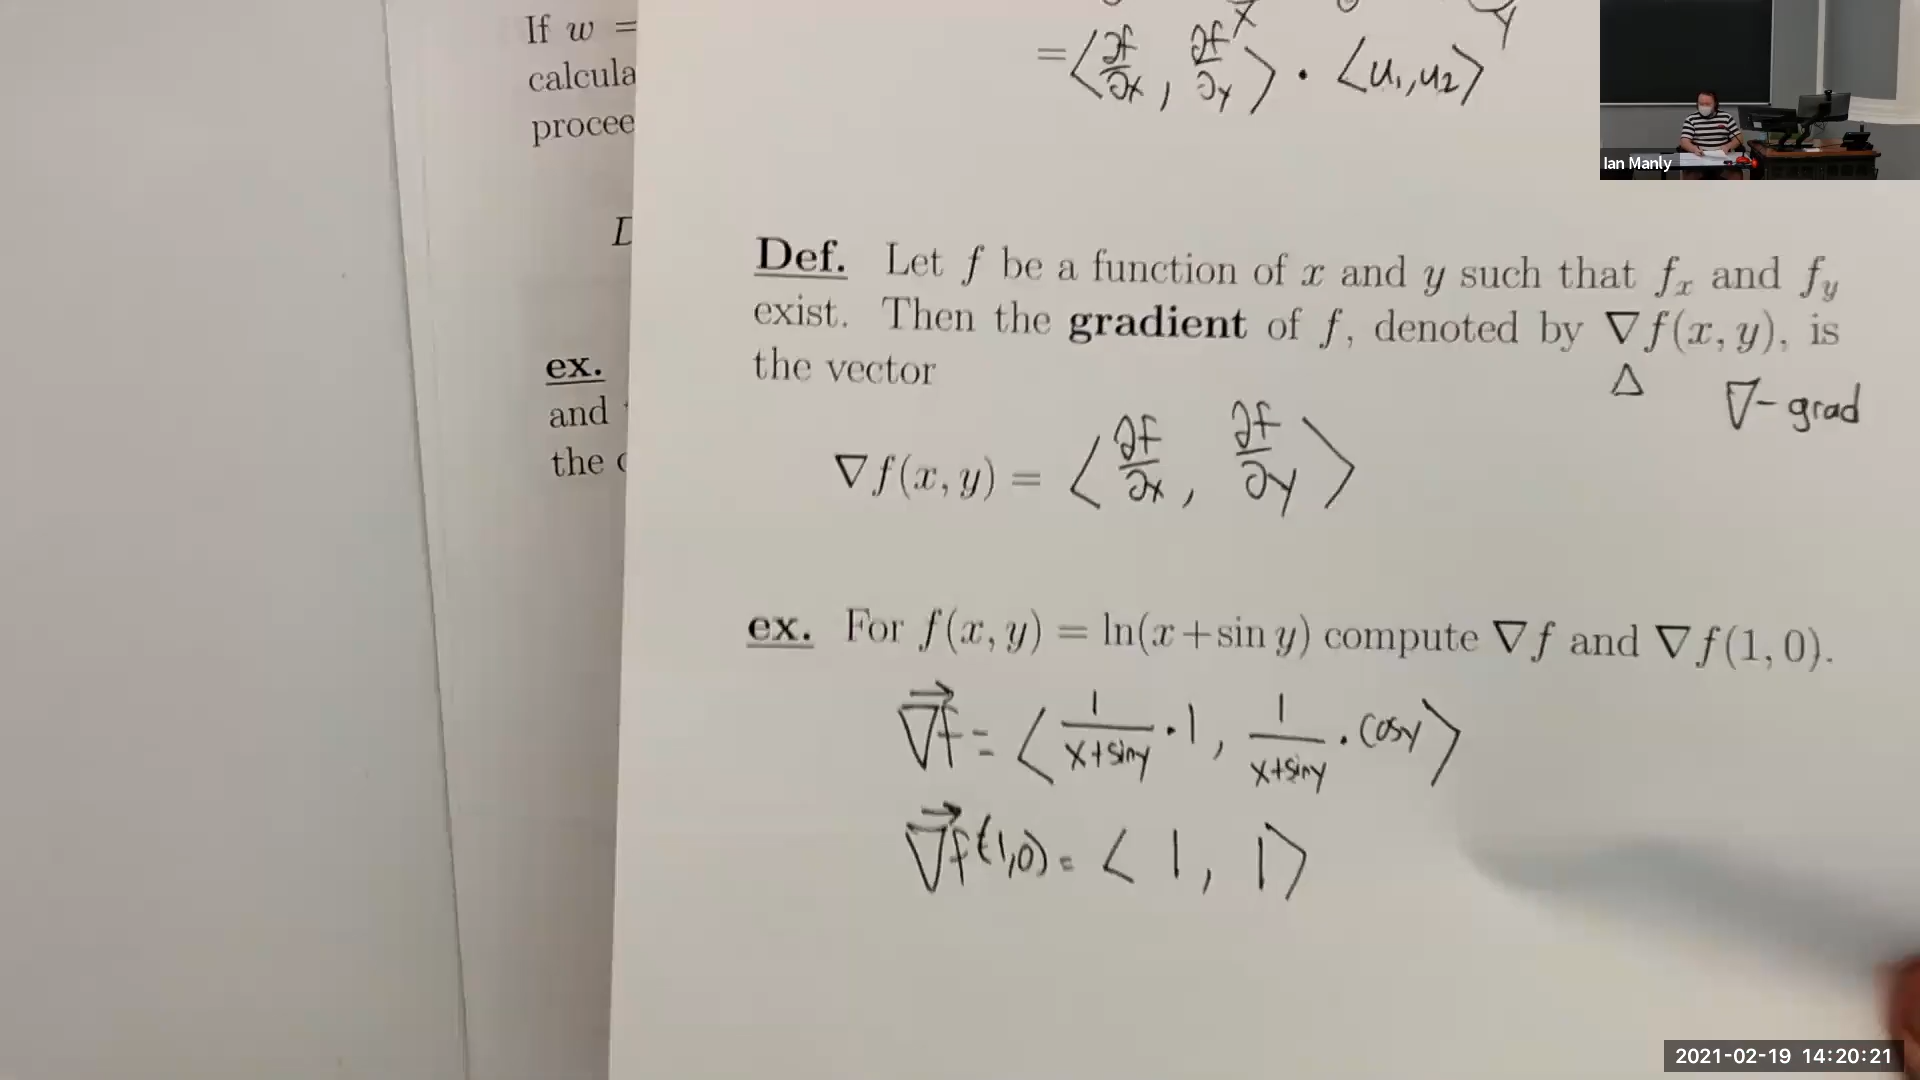 If w =
calcula
procee
= ⟨∂f/∂x, ∂f/∂y⟩ · ⟨u₁, u₂⟩
Ian Manly
Def. Let f be a function of x and y such that fₓ and f_y
exist. Then the gradient of f, denoted by ∇f(x, y), is
the vector
Δ ∇ - grad
∇f(x, y) = ⟨∂f/∂x, ∂f/∂y⟩
ex.
and
the
ex. For f(x, y) = ln(x+sin y) compute ∇f and ∇f(1, 0).
∇f = ⟨1/(x+siny) · 1, 1/(x+siny) · cosy⟩
∇f(1,0) = ⟨1, 1⟩
2021-02-19 14:20:21